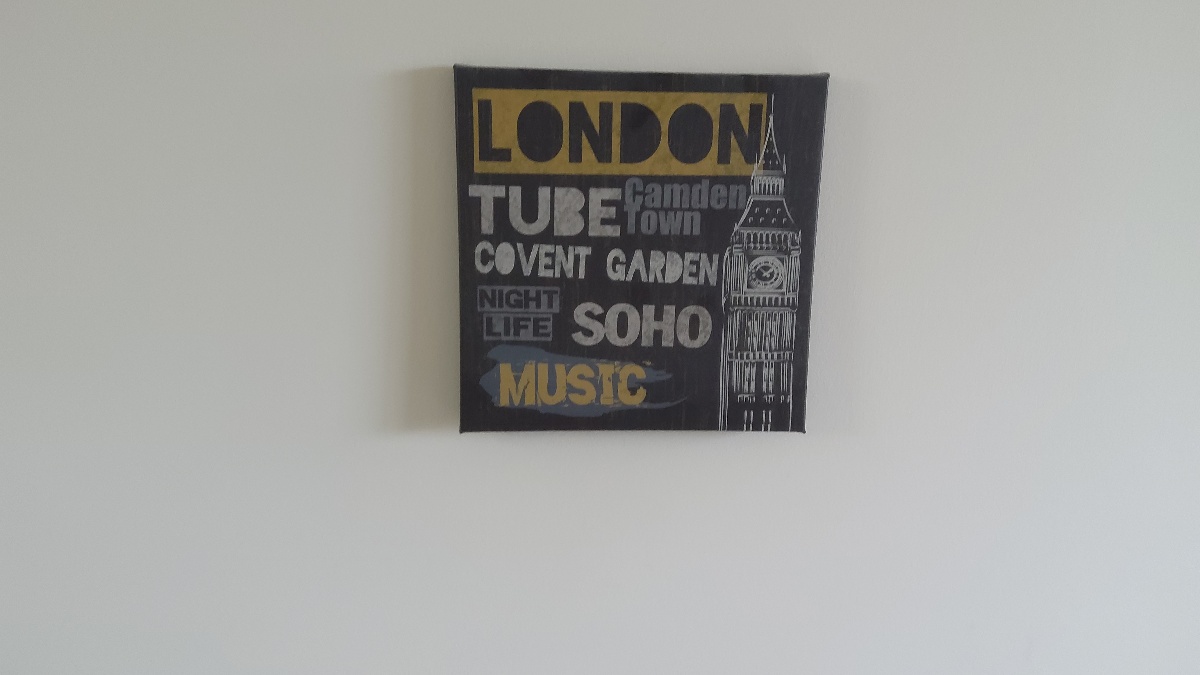 LONDON
TUBE Camden
Town
COVENT GARDEN
NIGHT
LIFE SOHO
MUSIC